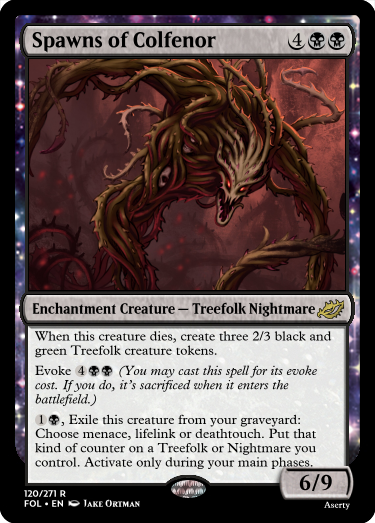 Spawns of Colfenor 4
Enchantment Creature — Treefolk Nightmare
When this creature dies, create three 2/3 black and
green Treefolk creature tokens.
Evoke 4 (You may cast this spell for its evoke
cost. If you do, it's sacrificed when it enters the
battlefield.)
1, Exile this creature from your graveyard:
Choose menace, lifelink or deathtouch. Put that
kind of counter on a Treefolk or Nightmare you
control. Activate only during your main phases.
6/9
120/271 R
FOL • EN Jake Ortman
Aserty